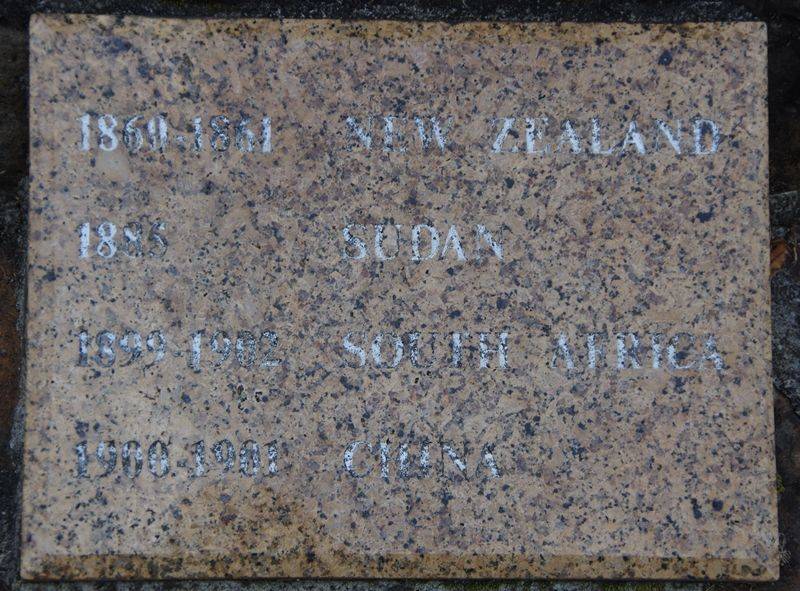 1860-1861 NEW ZEALAND
1885 SUDAN
1899-1902 SOUTH AFRICA
1900-1901 CHINA